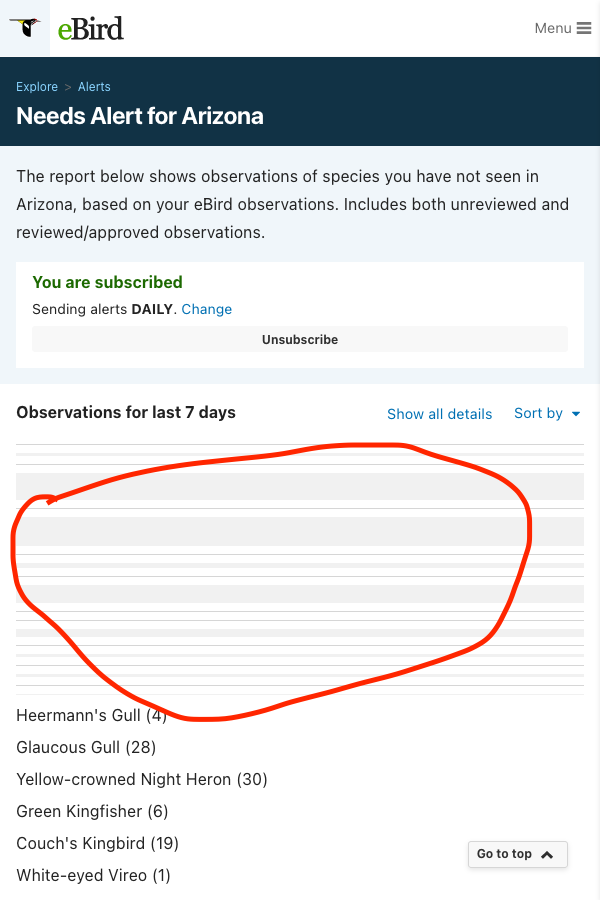 eBird
Menu
Explore > Alerts
Needs Alert for Arizona
The report below shows observations of species you have not seen in
Arizona, based on your eBird observations. Includes both unreviewed and
reviewed/approved observations.
You are subscribed
Sending alerts DAILY. Change
Unsubscribe
Observations for last 7 days
Show all details
Sort by
Heermann's Gull (4)
Glaucous Gull (28)
Yellow-crowned Night Heron (30)
Green Kingfisher (6)
Couch's Kingbird (19)
Go to top
White-eyed Vireo (1)